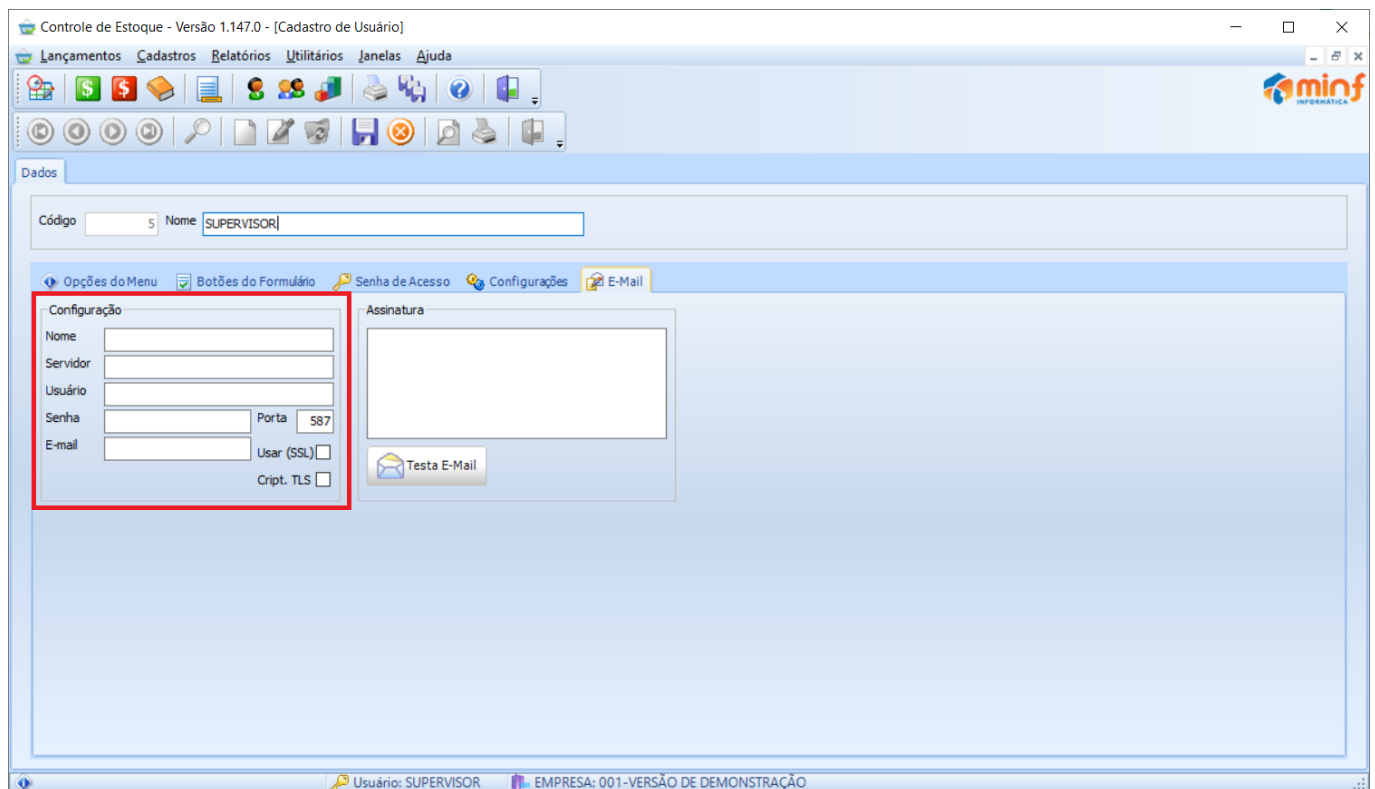 Controle de Estoque - Versão 1.147.0 - [Cadastro de Usuário]
Lançamentos Cadastros Relatórios Utilitários Janelas Ajuda
minf
INFORMÁTICA
Dados
Código 5 Nome SUPERVISOR
Opções do Menu Botões do Formulário Senha de Acesso Configurações E-Mail
Configuração
Nome
Servidor
Usuário
Senha Porta 587
E-mail Usar (SSL)
Cript. TLS
Assinatura
Testa E-Mail
Usuário: SUPERVISOR EMPRESA: 001-VERSÃO DE DEMONSTRAÇÃO